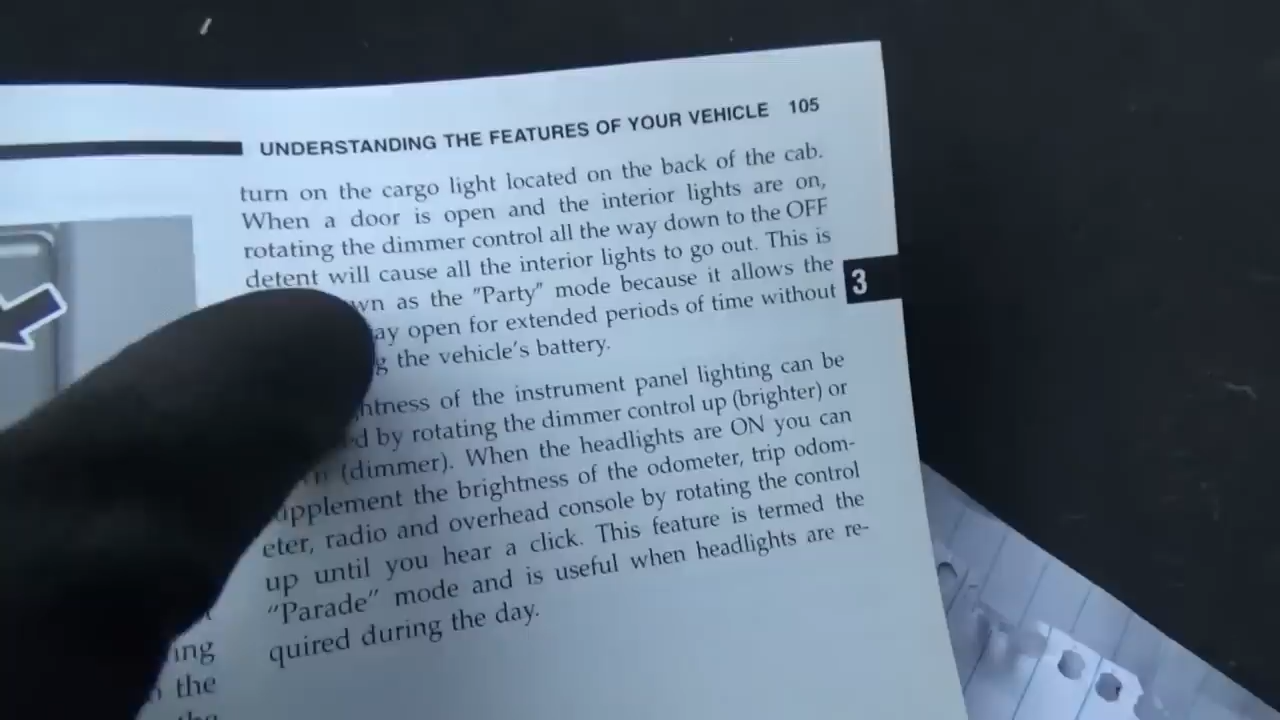 UNDERSTANDING THE FEATURES OF YOUR VEHICLE 105
turn on the cargo light located on the back of the cab.
When a door is open and the interior lights are on,
rotating the dimmer control all the way down to the OFF
detent will cause all the interior lights to go out. This is
as the "Party" mode because it allows the
open for extended periods of time without
the vehicle's battery.
of the instrument panel lighting can be
by rotating the dimmer control up (brighter) or
(dimmer). When the headlights are ON you can
the brightness of the odometer, trip odom-
eter, radio and overhead console by rotating the control
up until you hear a click. This feature is termed the
"Parade" mode and is useful when headlights are re-
quired during the day.
3
the